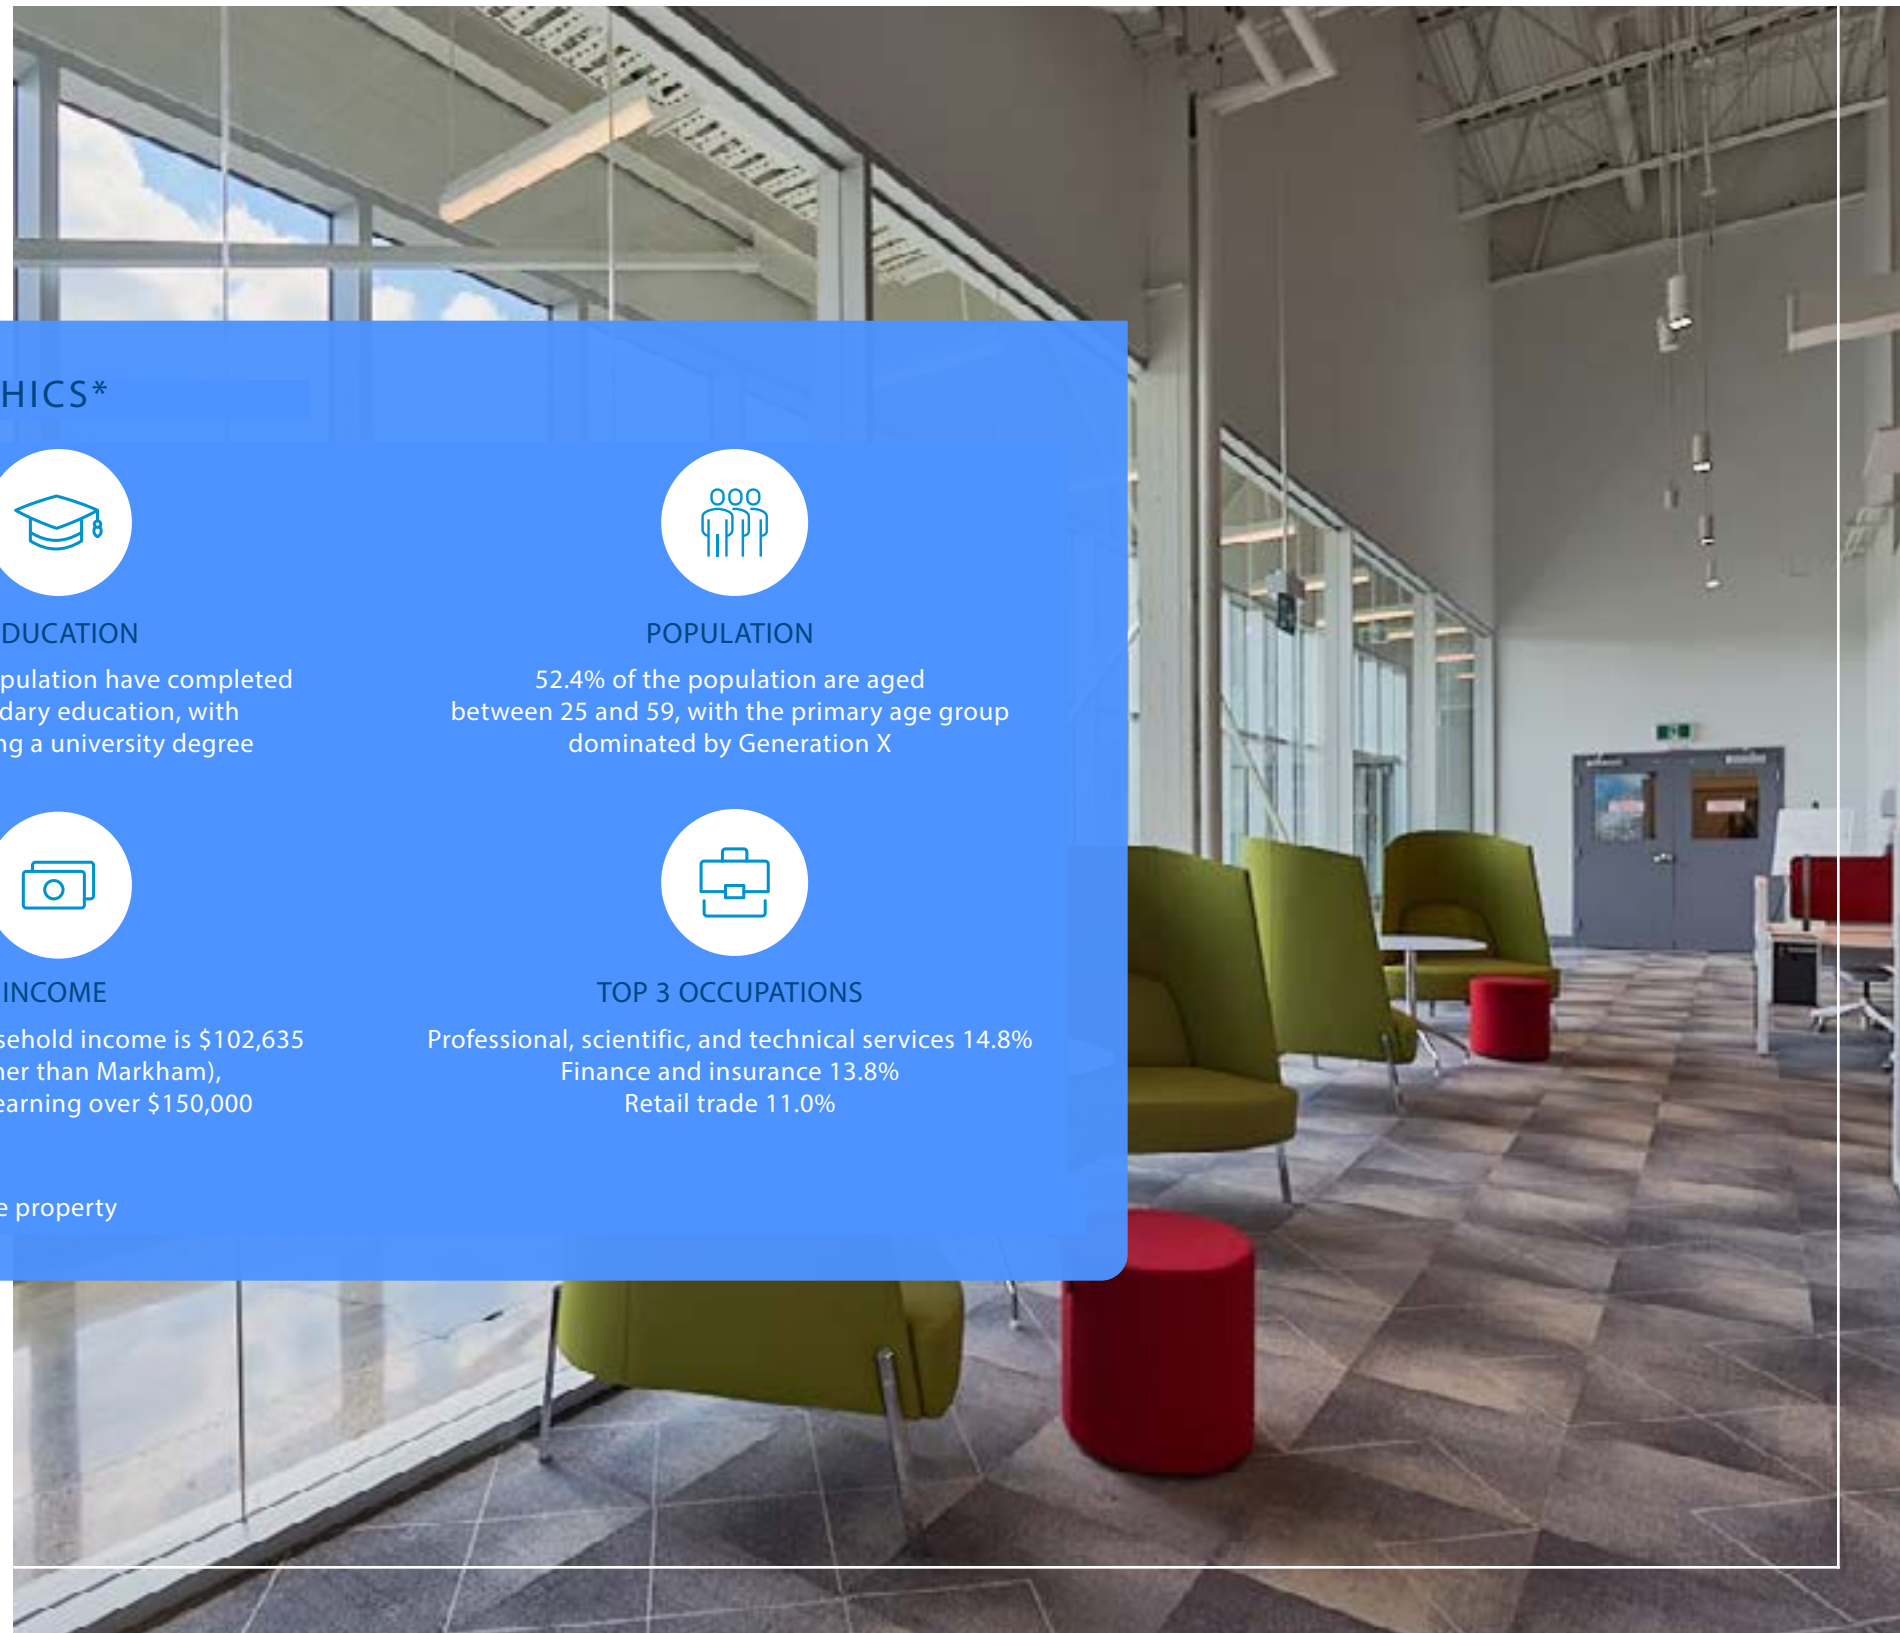 HICS*
DUCATION
pulation have completed
dary education, with
ng a university degree
POPULATION
52.4% of the population are aged
between 25 and 59, with the primary age group
dominated by Generation X
INCOME
sehold income is $102,635
her than Markham),
earning over $150,000
TOP 3 OCCUPATIONS
Professional, scientific, and technical services 14.8%
Finance and insurance 13.8%
Retail trade 11.0%
e property